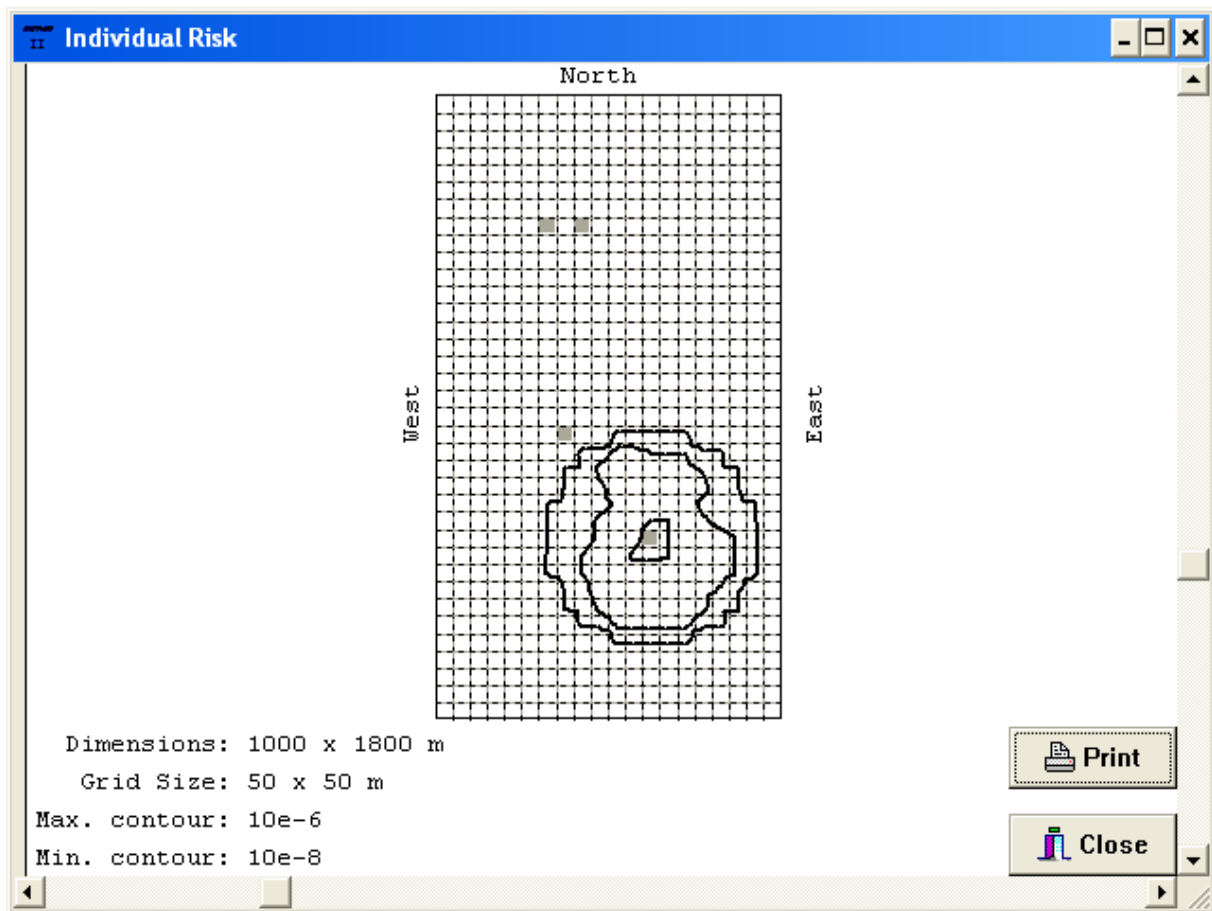 II Individual Risk
North
West
East
Dimensions: 1000 x 1800 m
Grid Size: 50 x 50 m
Max. contour: 10e-6
Min. contour: 10e-8
Print
Close